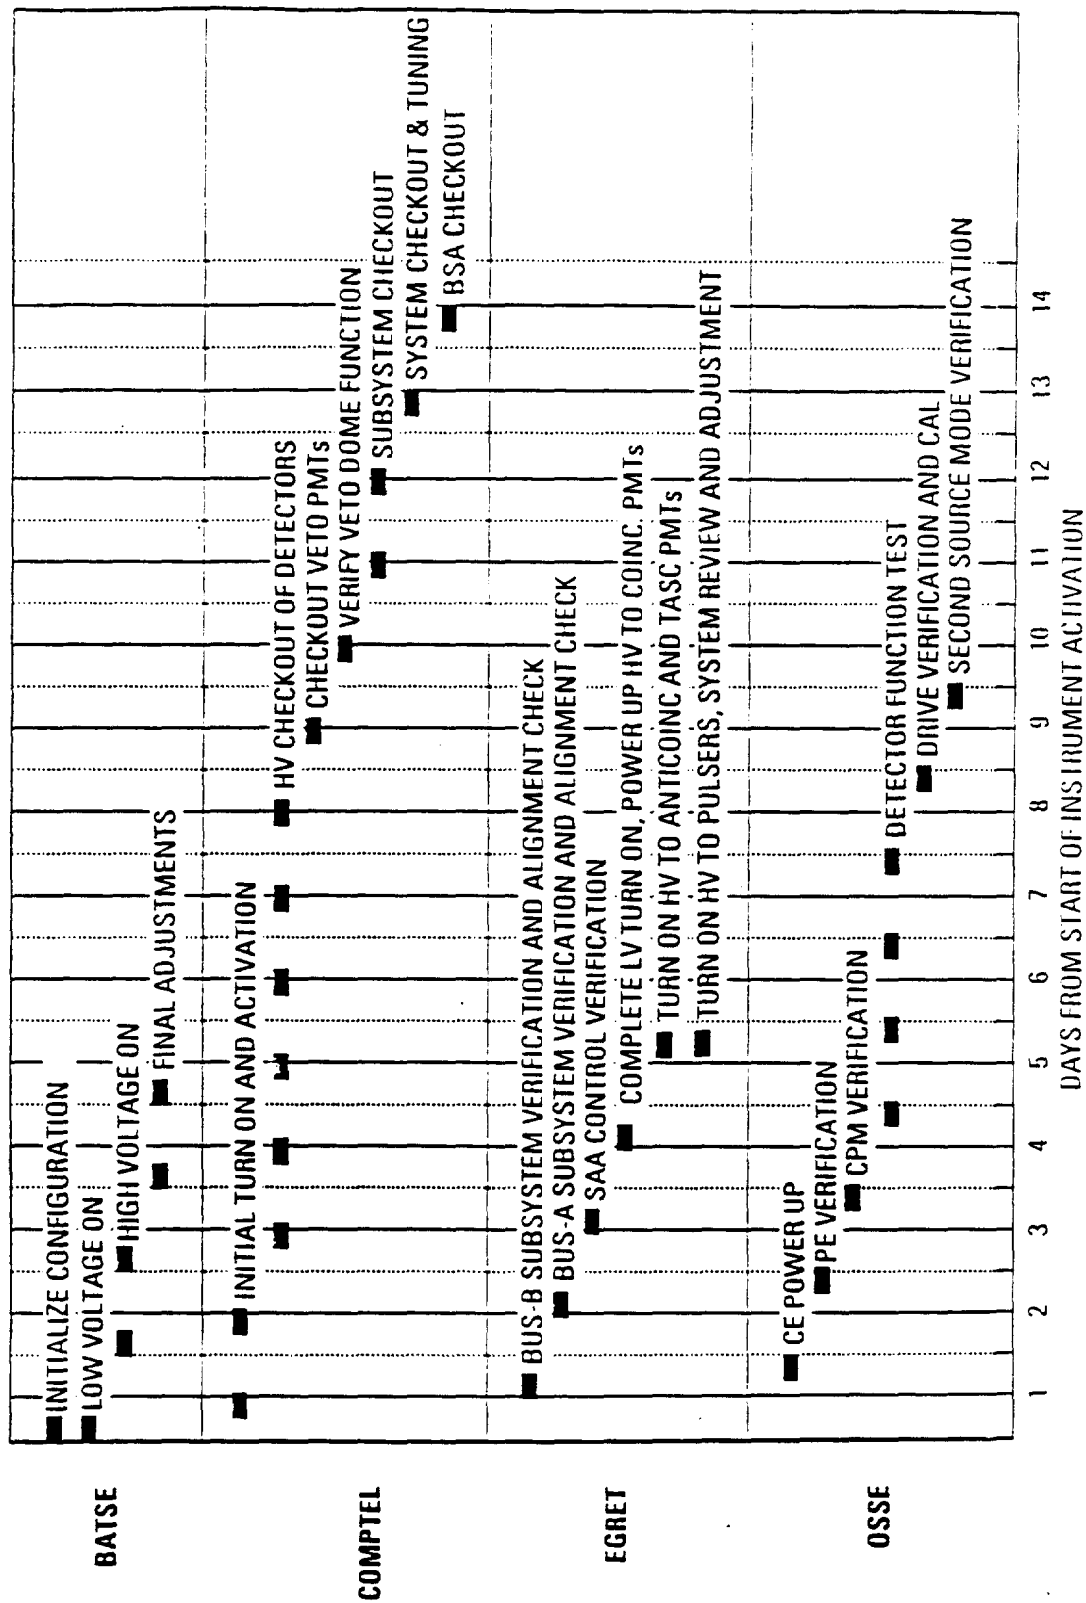 BATSE
INITIALIZE CONFIGURATION
LOW VOLTAGE ON
HIGH VOLTAGE ON
FINAL ADJUSTMENTS
COMPTEL
INITIAL TURN ON AND ACTIVATION
HV CHECKOUT OF DETECTORS
CHECKOUT VETO PMTs
VERIFY VETO DOME FUNCTION
SUBSYSTEM CHECKOUT
SYSTEM CHECKOUT & TUNING
BSA CHECKOUT
EGRET
BUS-B SUBSYSTEM VERIFICATION AND ALIGNMENT CHECK
BUS-A SUBSYSTEM VERIFICATION AND ALIGNMENT CHECK
SAA CONTROL VERIFICATION
COMPLETE LV TURN ON, POWER UP HV TO COINC. PMTs
TURN ON HV TO ANTICOINC AND TASC PMTs
TURN ON HV TO PULSERS, SYSTEM REVIEW AND ADJUSTMENT
OSSE
CE POWER UP
PE VERIFICATION
CPM VERIFICATION
DETECTOR FUNCTION TEST
DRIVE VERIFICATION AND CAL
SECOND SOURCE MODE VERIFICATION
1 2 3 4 5 6 7 8 9 10 11 12 13 14
DAYS FROM START OF INSTRUMENT ACTIVATION